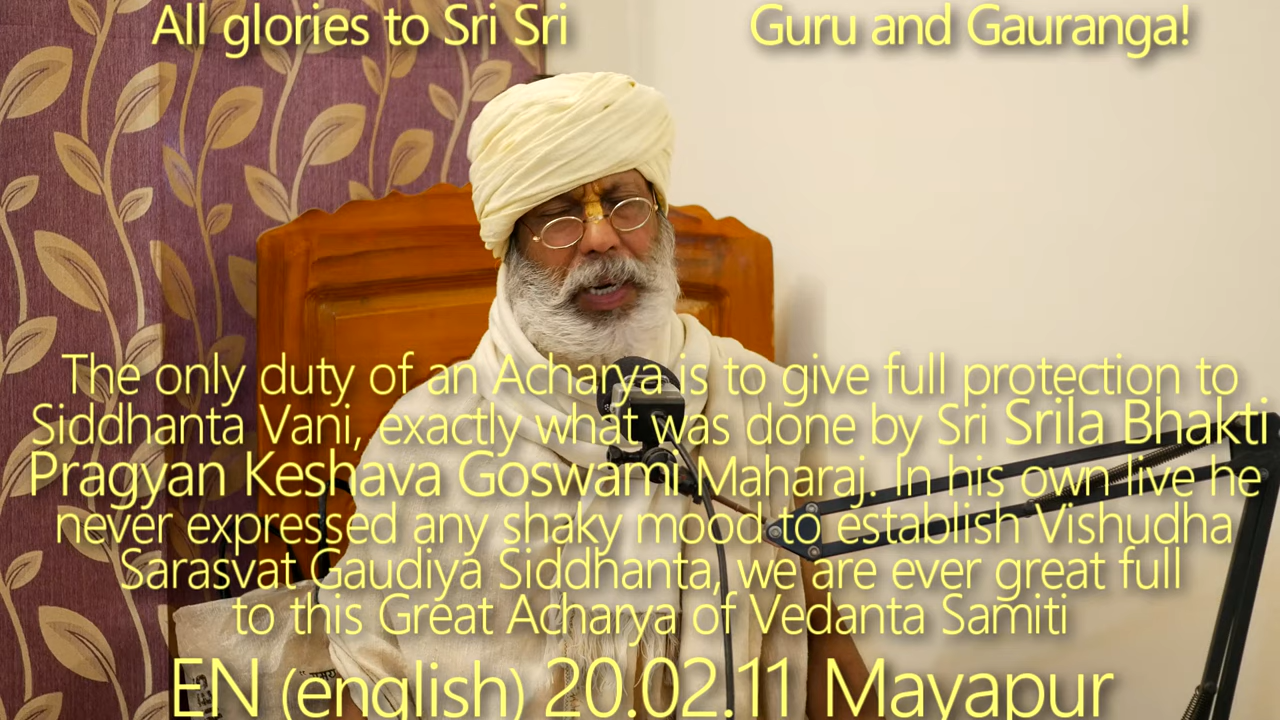 All glories to Sri Sri Guru and Gauranga!
The only duty of an Acharya is to give full protection to
Siddhanta Vani, exactly what was done by Sri Srila Bhakti
Pragyan Keshava Goswami Maharaj. In his own live he
never expressed any shaky mood to establish Vishudha
Sarasvat Gaudiya Siddhanta, we are ever great full
to this Great Acharya of Vedanta Samiti
EN (english) 20.02.11 Mayapur